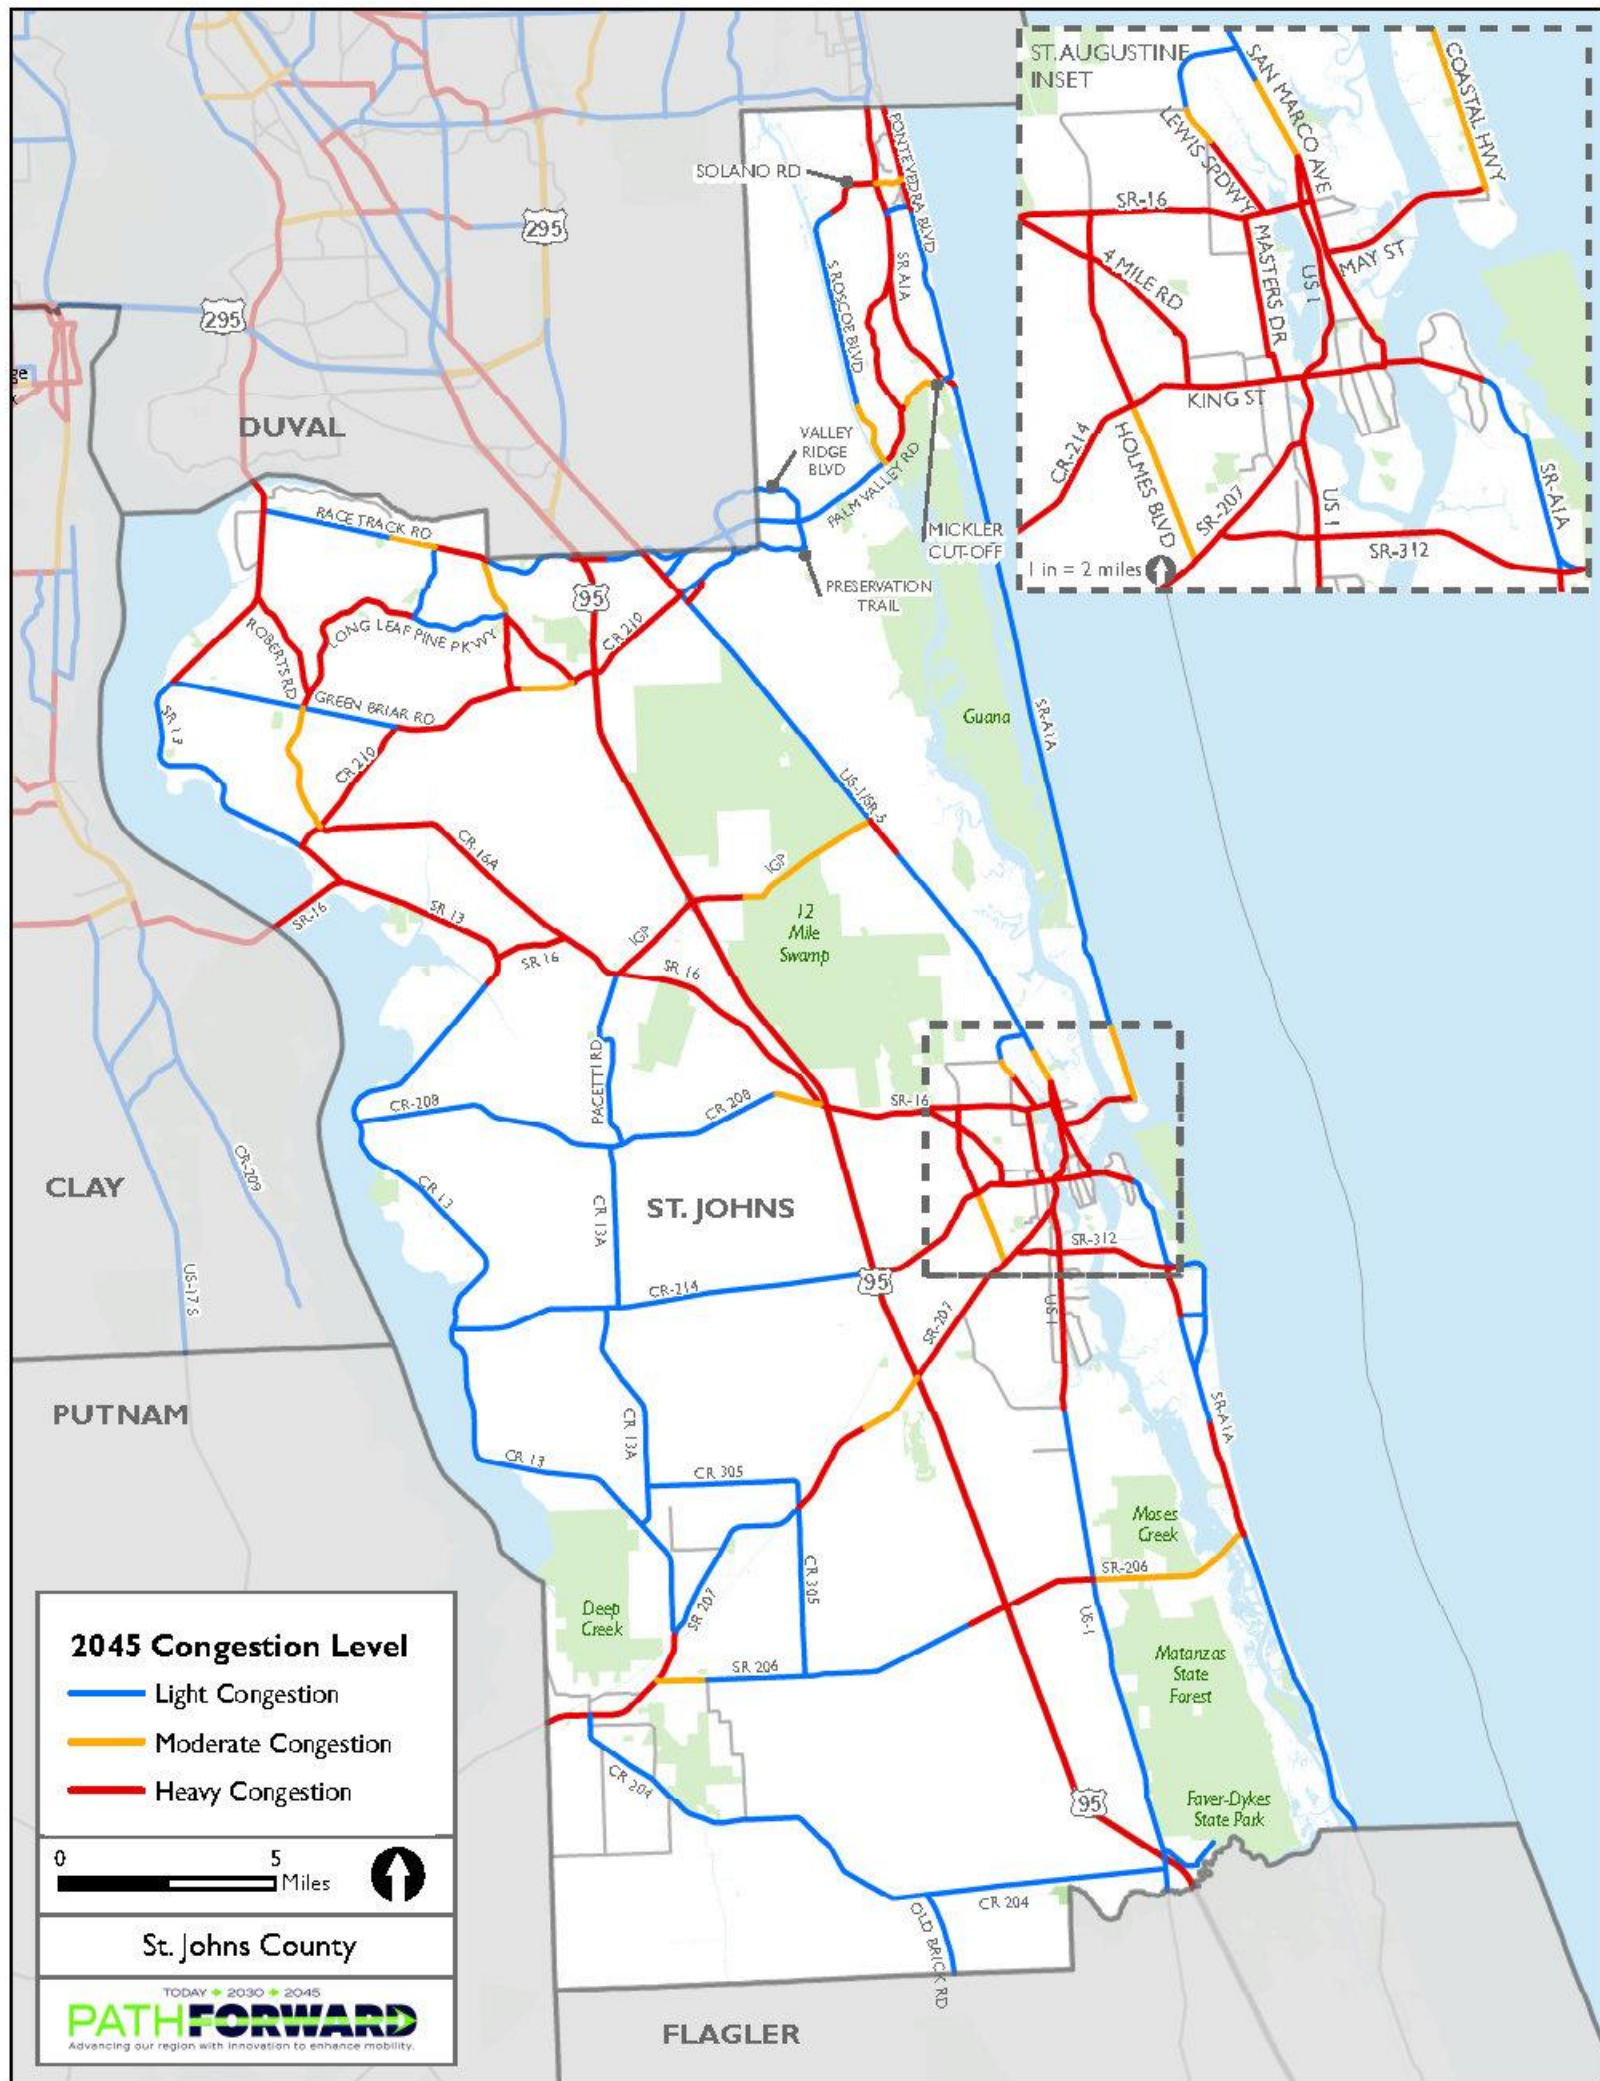 ST. AUGUSTINE
INSET
SAN MARCO AVE
COASTAL HWY
LEWIS SPDWY
SR-16
4 MILE RD
MASTERS DR
US 1
MAY ST
KING ST
CR-214
HOLMES BLVD
SR-207
US 1
SR-312
SR-A1A
1 in = 2 miles
SOLANO RD
PONTE VEDRA BLVD
S ROSCOE BLVD
SR A1A
295
295
DUVAL
VALLEY
RIDGE
BLVD
PALM VALLEY RD
MICKLER
CUT-OFF
PRESERVATION
TRAIL
RACE TRACK RD
95
CR 210
ROBERTS RD
LONG LEAF PINE PKWY
GREEN BRIAR RD
SR 13
CR 210
Guana
SR-A1A
US-1/SR-5
CR-16A
IGP
12
Mile
Swamp
SR-16
SR 13
IGP
SR 16
SR 16
PACETTI RD
CR-208
CR 208
SR-16
CR-209
CLAY
CR 13
CR 13A
ST. JOHNS
SR-312
US-17 S
CR-214
95
US-1
SR-207
PUTNAM
SR-A1A
CR 13
CR 13A
CR 305
Moses
Creek
SR-206
CR 305
Deep
Creek
SR 207
US-1
SR 206
Matanzas
State
Forest
CR 204
95
Faver-Dykes
State Park
CR 204
OLD BRICK RD
FLAGLER
2045 Congestion Level
Light Congestion
Moderate Congestion
Heavy Congestion
0 5
Miles
St. Johns County
TODAY 2030 2045
PATHFORWARD
Advancing our region with innovation to enhance mobility.